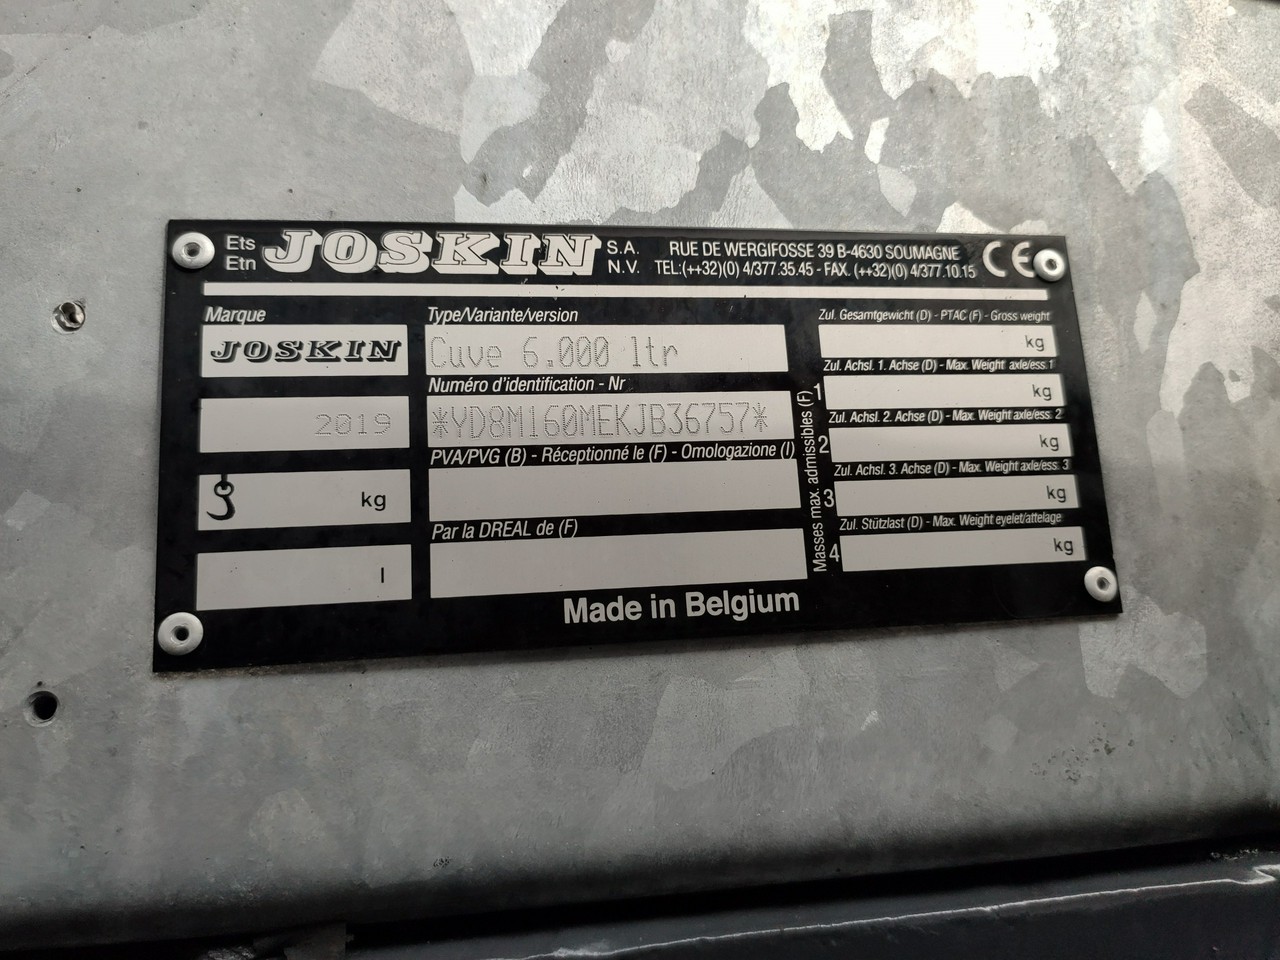 Ets
Etn
JOSKIN
S.A.
N.V.
RUE DE WERGIFOSSE 39 B-4630 SOUMAGNE
TEL:(++32)(0) 4/377.35.45 - FAX. (++32)(0) 4/377.10.15
CE
Marque
JOSKIN
2019
kg
l
Type/Variante/version
Cuve 6.000 ltr
Numéro d'identification - Nr
*YD8M160MEKJB36757*
PVA/PVG (B) - Réceptionné le (F) - Omologazione (I)
Par la DREAL de (F)
Masses max. admissibles (F)
Zul. Gesamtgewicht (D) - PTAC (F) - Gross weight
kg
Zul. Achsl. 1. Achse (D) - Max. Weight axle/ess 1
1 kg
Zul. Achsl. 2. Achse (D) - Max. Weight axle/ess 2
2 kg
Zul. Achsl. 3. Achse (D) - Max. Weight axle/ess 3
3 kg
Zul. Stützlast (D) - Max. Weight eyelet/attelage
4 kg
Made in Belgium